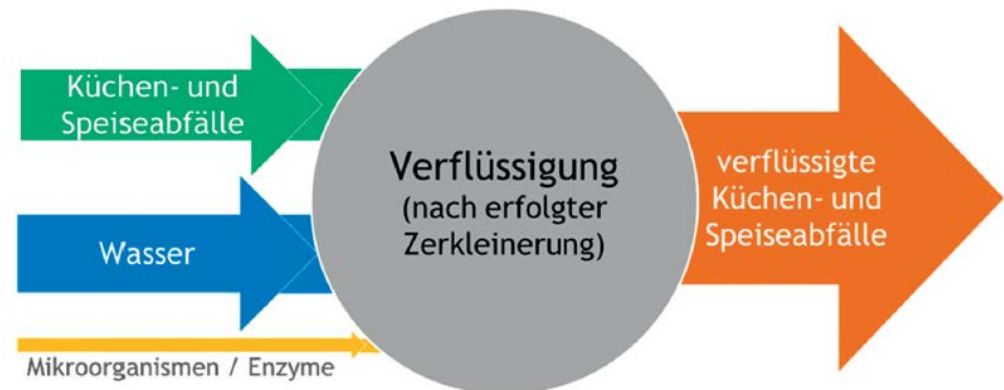 Küchen- und
Speiseabfälle
Wasser
Mikroorganismen / Enzyme
Verflüssigung
(nach erfolgter
Zerkleinerung)
verflüssigte
Küchen- und
Speiseabfälle